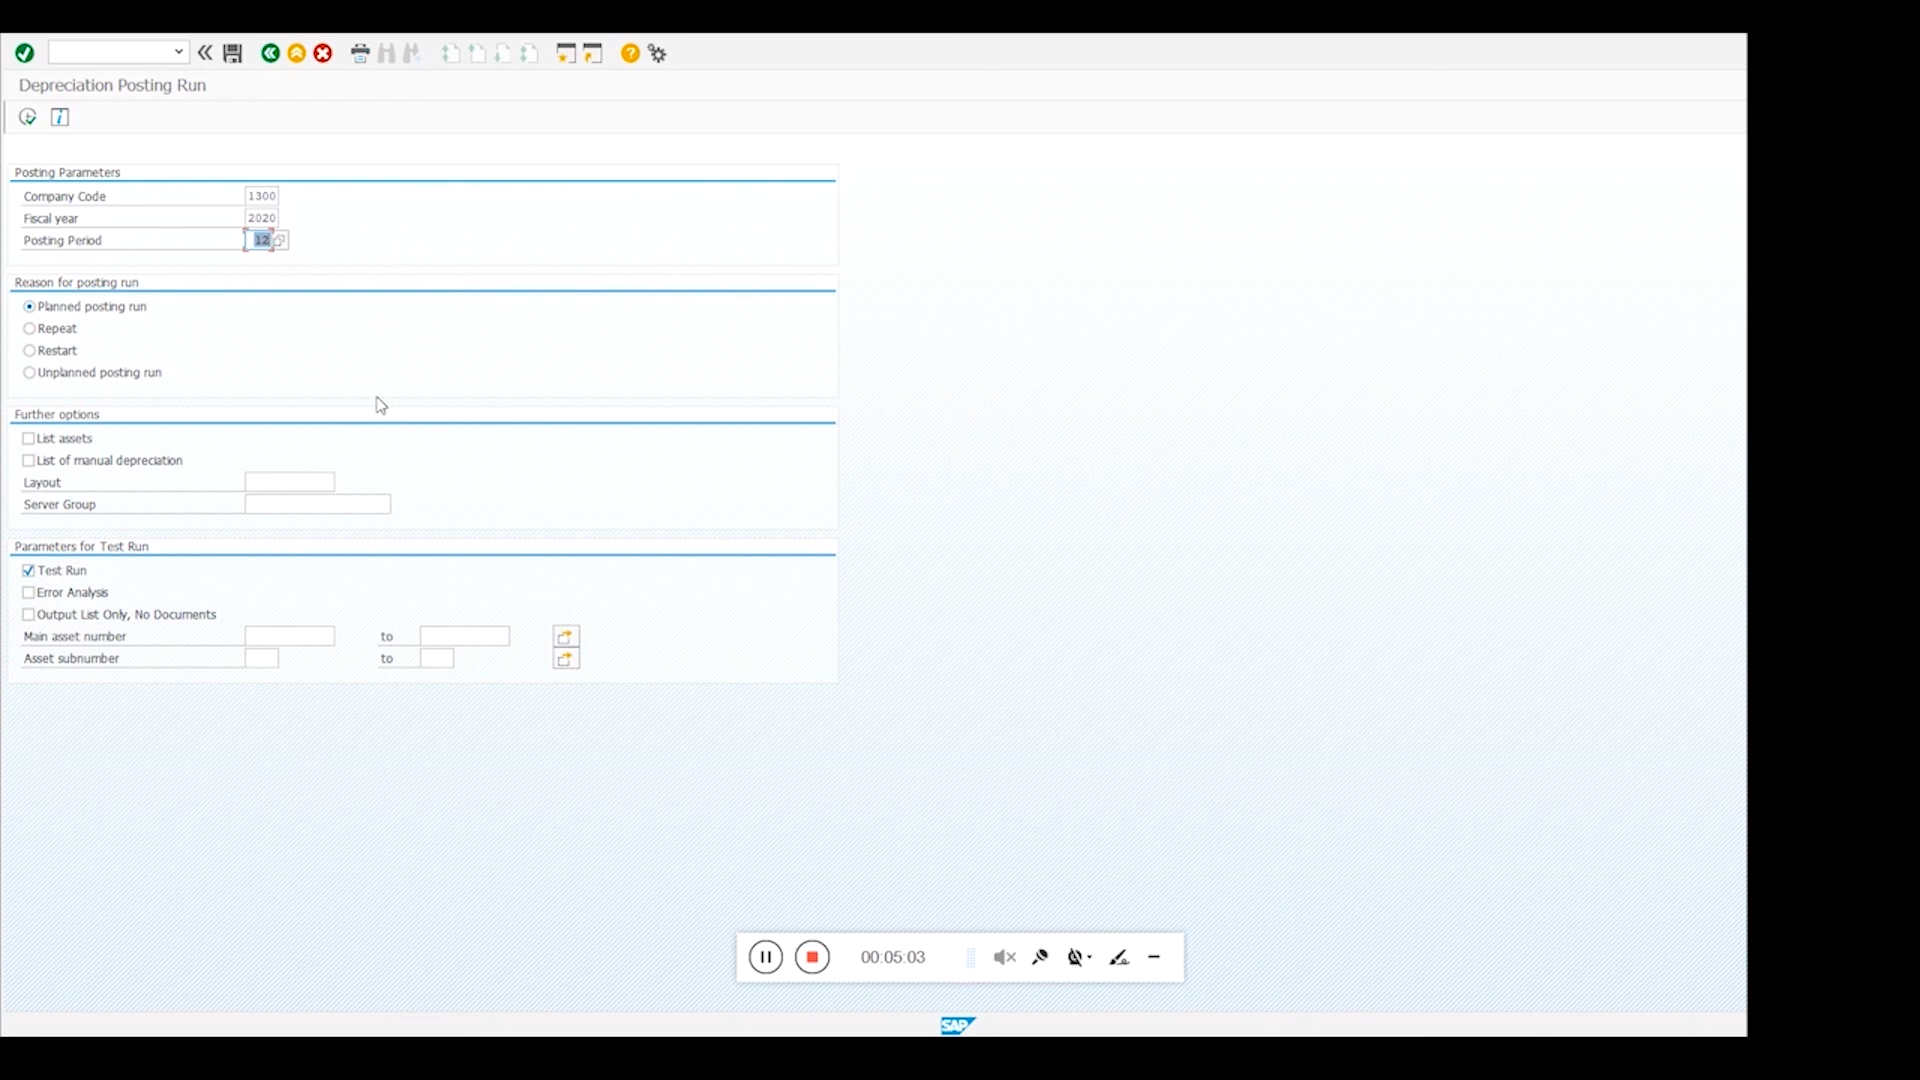 Depreciation Posting Run
Posting Parameters
Company Code 1300
Fiscal year 2020
Posting Period 12
Reason for posting run
Planned posting run
Repeat
Restart
Unplanned posting run
Further options
List assets
List of manual depreciation
Layout
Server Group
Parameters for Test Run
Test Run
Error Analysis
Output List Only, No Documents
Main asset number to
Asset subnumber to
00:05:03
SAP